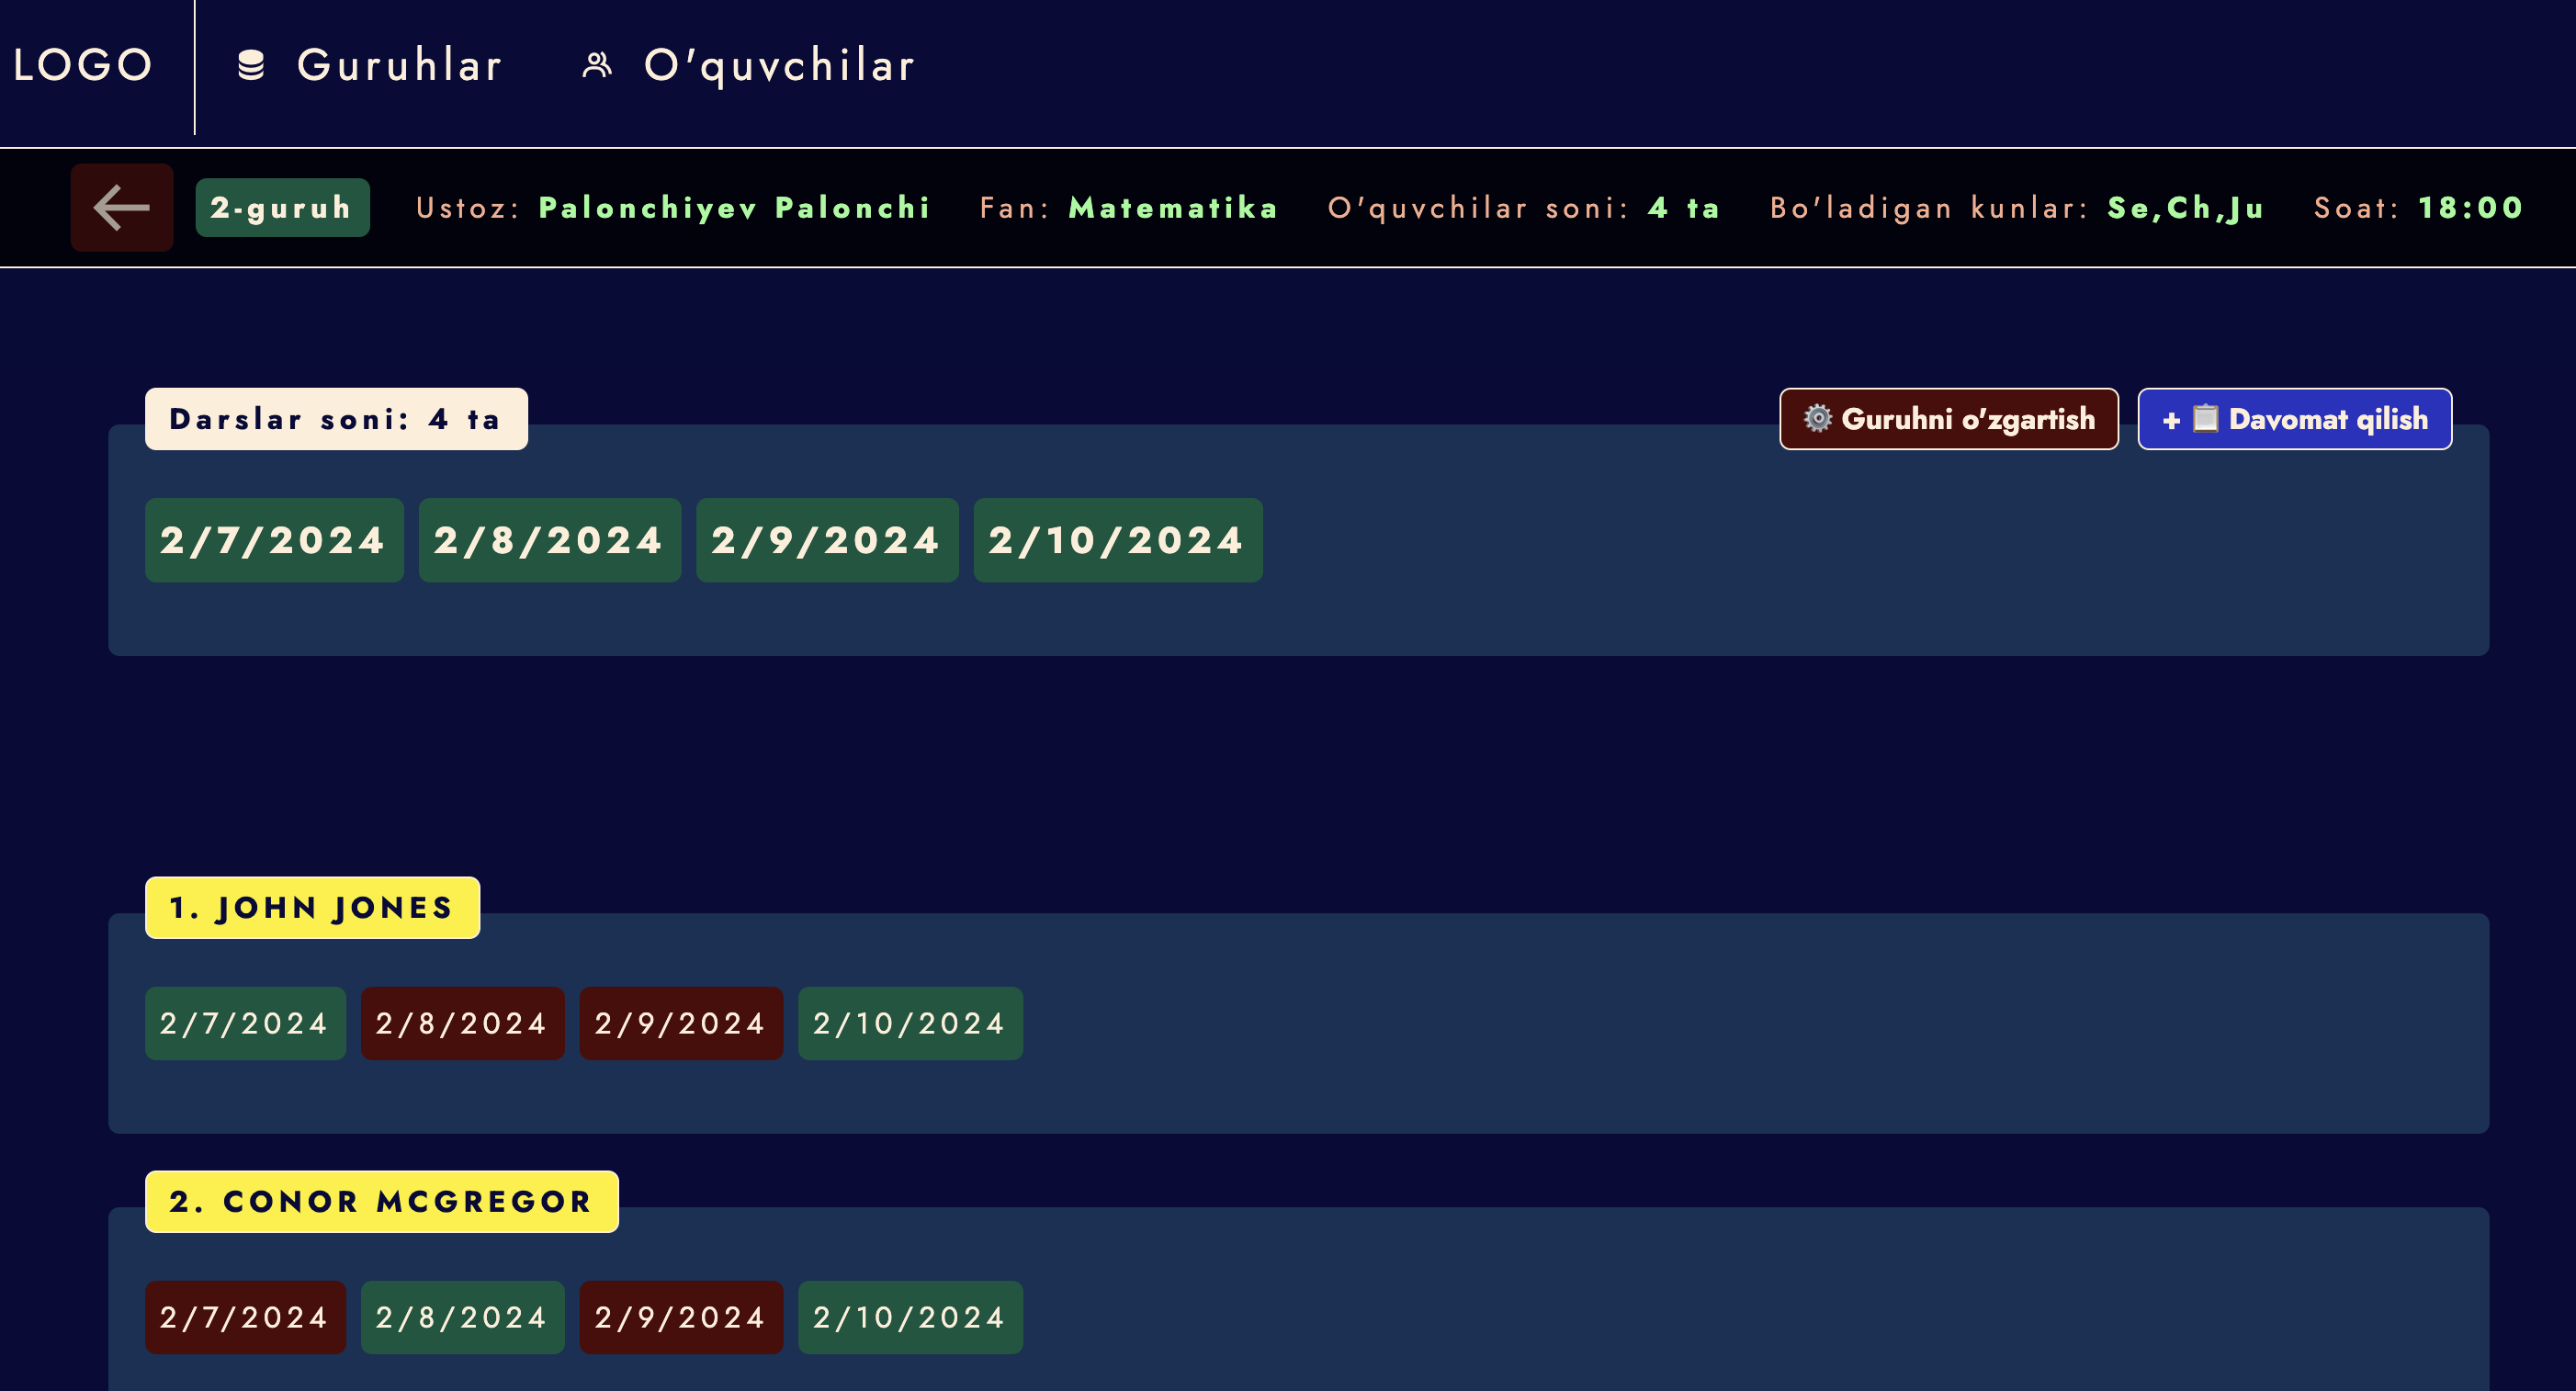 LOGO Guruhlar O'quvchilar
2-guruh Ustoz: Palonchiyev Palonchi Fan: Matematika O'quvchilar soni: 4 ta Bo'ladigan kunlar: Se,Ch,Ju Soat: 18:00
Darslar soni: 4 ta Guruhni o'zgartish + Davomat qilish
2/7/2024 2/8/2024 2/9/2024 2/10/2024
1. JOHN JONES
2/7/2024 2/8/2024 2/9/2024 2/10/2024
2. CONOR MCGREGOR
2/7/2024 2/8/2024 2/9/2024 2/10/2024